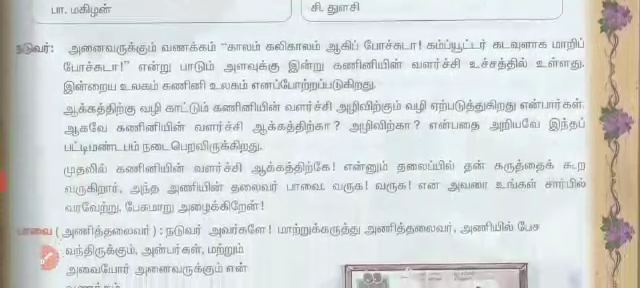 பா. மகிழன்
சி. துளசி
நடுவர்: அனைவருக்கும் வணக்கம் "காலம் கலிகாலம் ஆகிப் போச்சுடா! கம்ப்யூட்டர் கடவுளாக மாறிப்
போச்சுடா!" என்று பாடும் அளவுக்கு இன்று கணினியின் வளர்ச்சி உச்சத்தில் உள்ளது.
இன்றைய உலகம் கணினி உலகம் எனப்போற்றப்படுகிறது.
ஆக்கத்திற்கு வழி காட்டும் கணினியின் வளர்ச்சி அழிவிற்கும் வழி ஏற்படுத்துகிறது என்பார்கள்.
ஆகவே கணினியின் வளர்ச்சி ஆக்கத்திற்கா? அழிவிற்கா? என்பதை அறியவே இந்தப்
பட்டிமண்டபம் நடைபெறவிருக்கிறது.
முதலில் கணினியின் வளர்ச்சி ஆக்கத்திற்கே! என்னும் தலைப்பில் தன் கருத்தைக் கூற
வருகிறார், அந்த அணியின் தலைவர் பாவை. வருக! வருக! என அவரை உங்கள் சார்பில்
வரவேற்று, பேசுமாறு அழைக்கிறேன்!
பாவை (அணித்தலைவர்) : நடுவர் அவர்களே! மாற்றுக்கருத்து அணித்தலைவர், அணியில் பேச
வந்திருக்கும், அன்பர்கள், மற்றும்
அவையோர் அனைவருக்கும் என்
வணக்கம்.